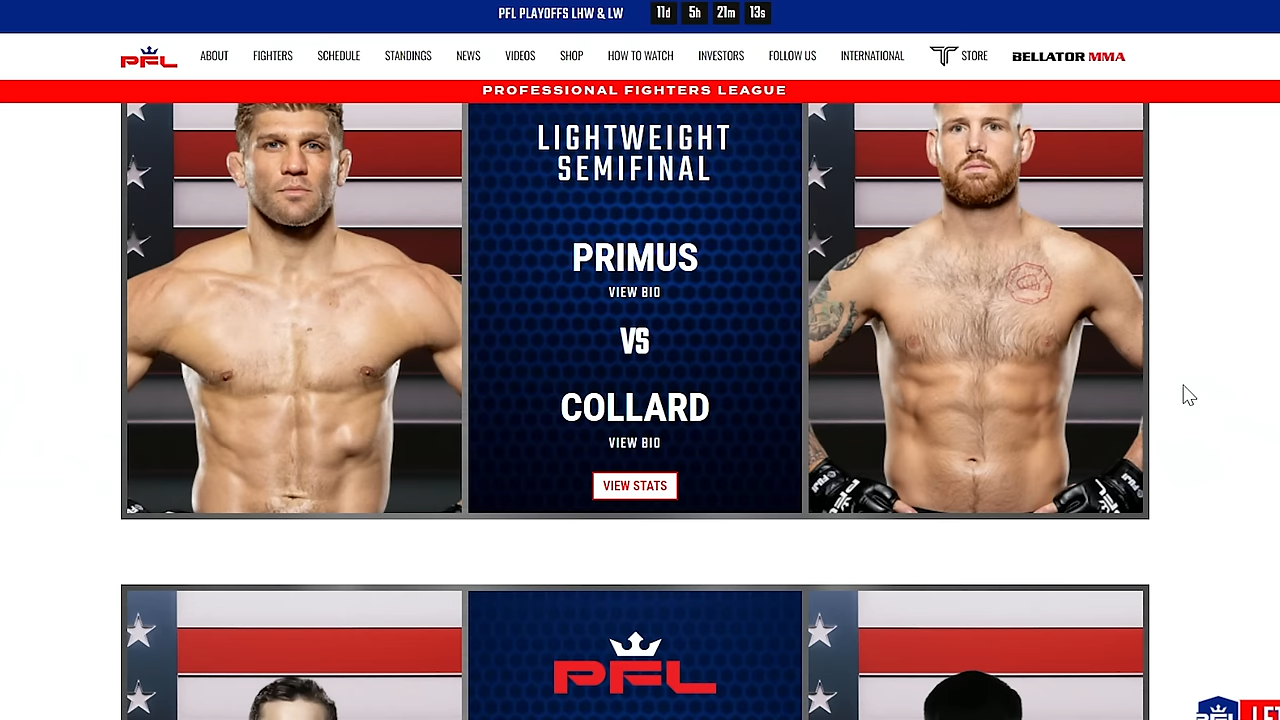 PFL PLAYOFFS LHW & LW 11d 5h 21m 13s
PFL ABOUT FIGHTERS SCHEDULE STANDINGS NEWS VIDEOS SHOP HOW TO WATCH INVESTORS FOLLOW US INTERNATIONAL STORE BELLATOR MMA
PROFESSIONAL FIGHTERS LEAGUE
LIGHTWEIGHT
SEMIFINAL
PRIMUS
VIEW BIO
VS
COLLARD
VIEW BIO
VIEW STATS
PFL